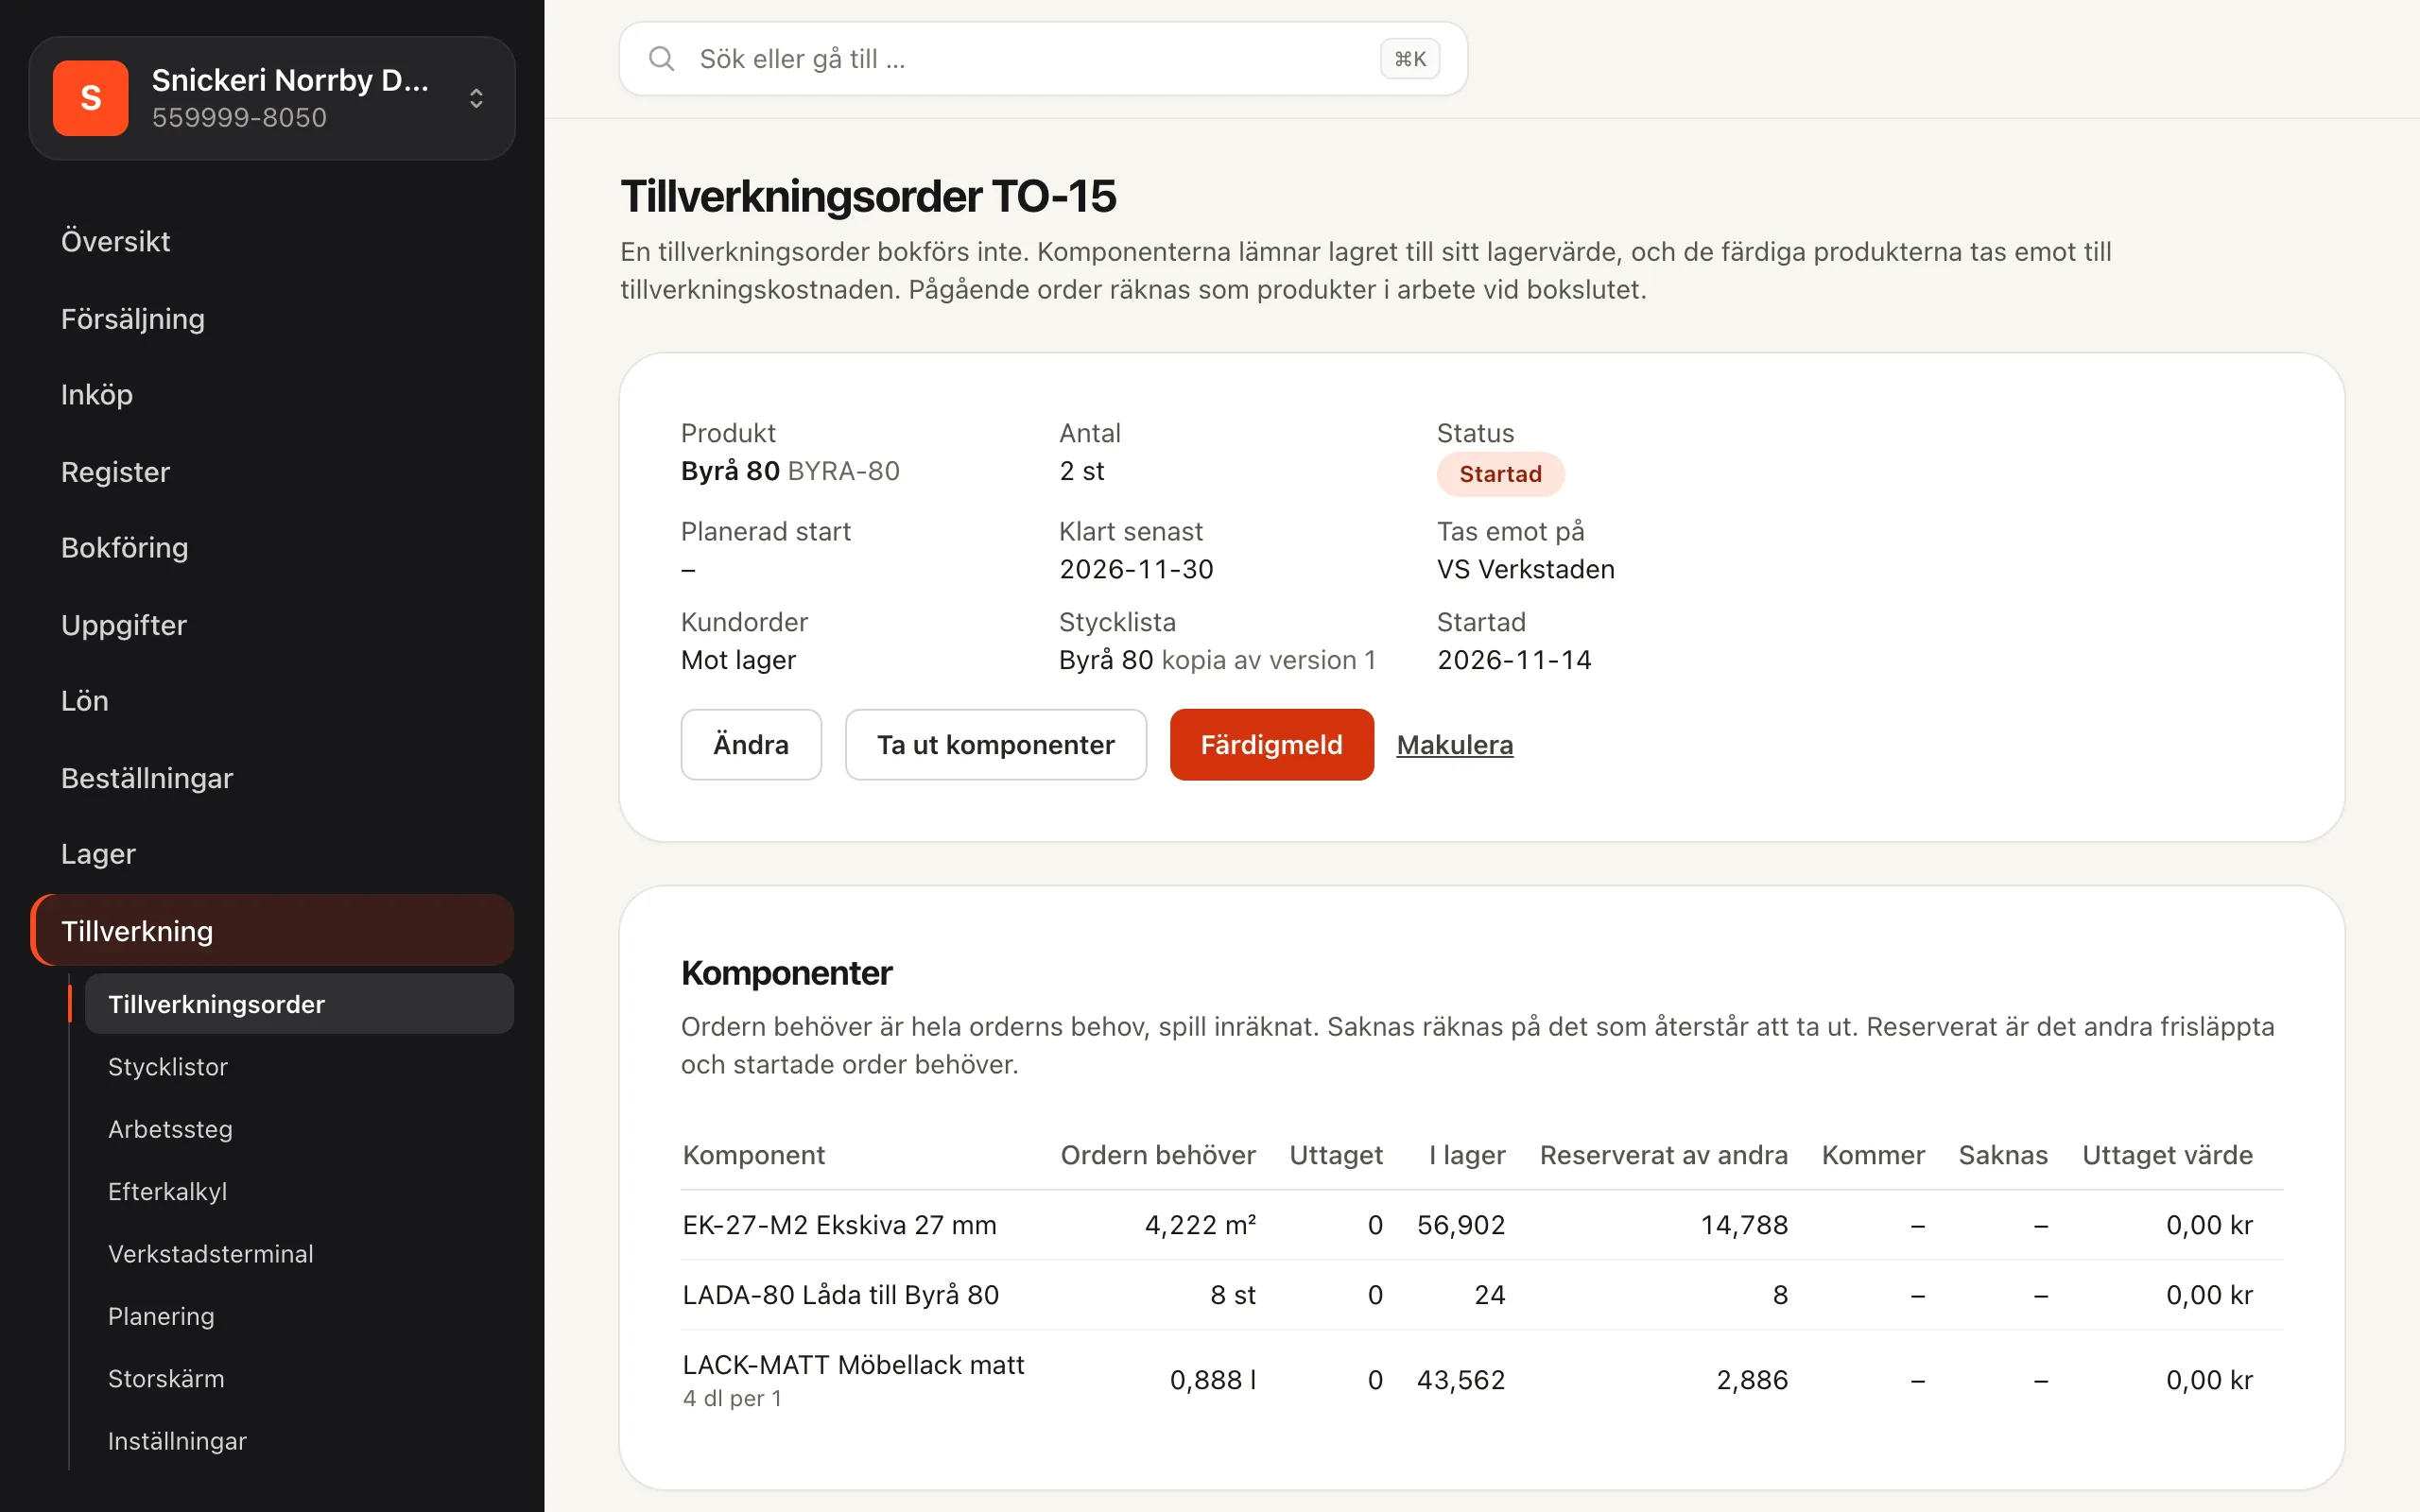 S
Snickeri Norrby D...
559999-8050
Översikt
Försäljning
Inköp
Register
Bokföring
Uppgifter
Lön
Beställningar
Lager
Tillverkning
Tillverkningsorder
Stycklistor
Arbetssteg
Efterkalkyl
Verkstadsterminal
Planering
Storskärm
Inställningar
Sök eller gå till ...
⌘K
Tillverkningsorder TO-15
En tillverkningsorder bokförs inte. Komponenterna lämnar lagret till sitt lagervärde, och de färdiga produkterna tas emot till
tillverkningskostnaden. Pågående order räknas som produkter i arbete vid bokslutet.
Produkt Antal Status
Byrå 80 BYRA-80 2 st Startad
Planerad start Klart senast Tas emot på
– 2026-11-30 VS Verkstaden
Kundorder Stycklista Startad
Mot lager Byrå 80 kopia av version 1 2026-11-14
Ändra Ta ut komponenter Färdigmeld Makulera
Komponenter
Ordern behöver är hela orderns behov, spill inräknat. Saknas räknas på det som återstår att ta ut. Reserverat är det andra frisläppta
och startade order behöver.
Komponent Ordern behöver Uttaget I lager Reserverat av andra Kommer Saknas Uttaget värde
EK-27-M2 Ekskiva 27 mm 4,222 m² 0 56,902 14,788 – – 0,00 kr
LADA-80 Låda till Byrå 80 8 st 0 24 8 – – 0,00 kr
LACK-MATT Möbellack matt 0,888 l 0 43,562 2,886 – – 0,00 kr
4 dl per 1